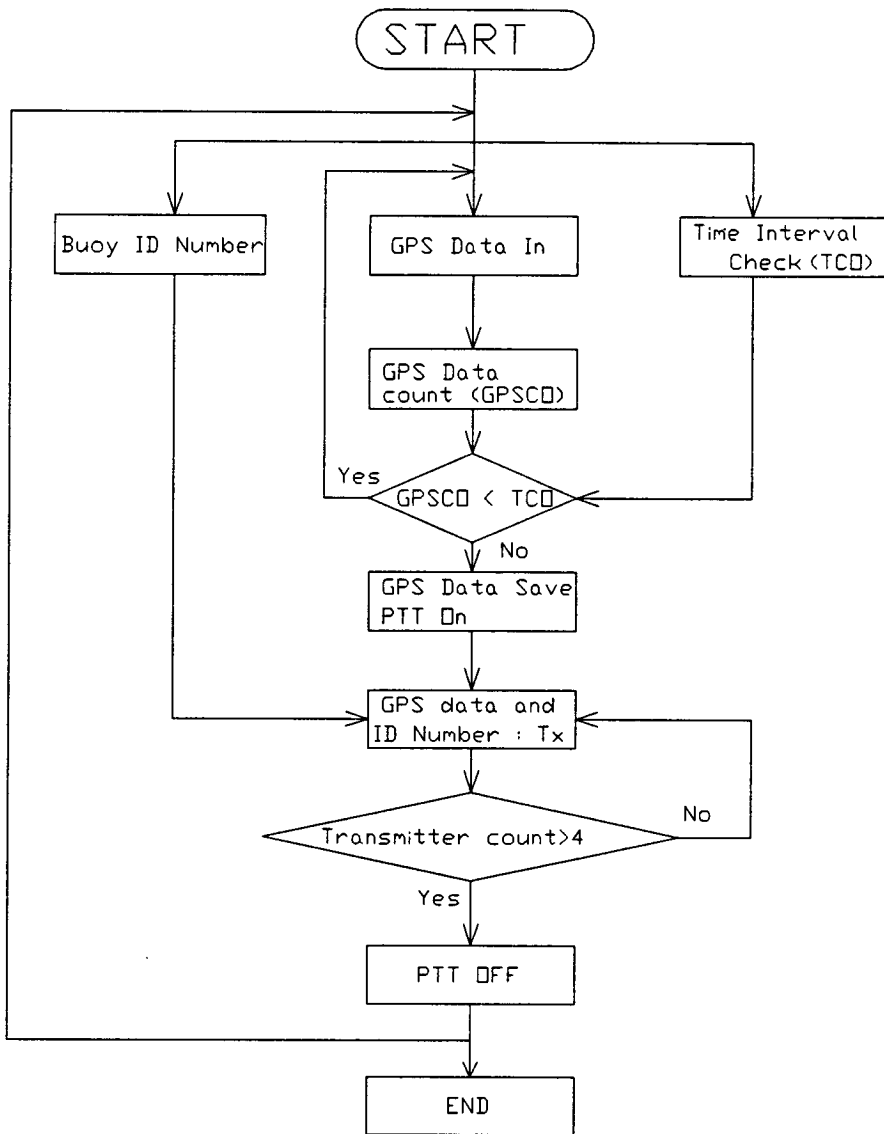 START
Buoy ID Number
GPS Data In
Time Interval
Check (TCO)
GPS Data
count (GPSCO)
Yes
GPSCO < TCO
No
GPS Data Save
PTT On
GPS data and
ID Number : Tx
No
Transmitter count>4
Yes
PTT OFF
END